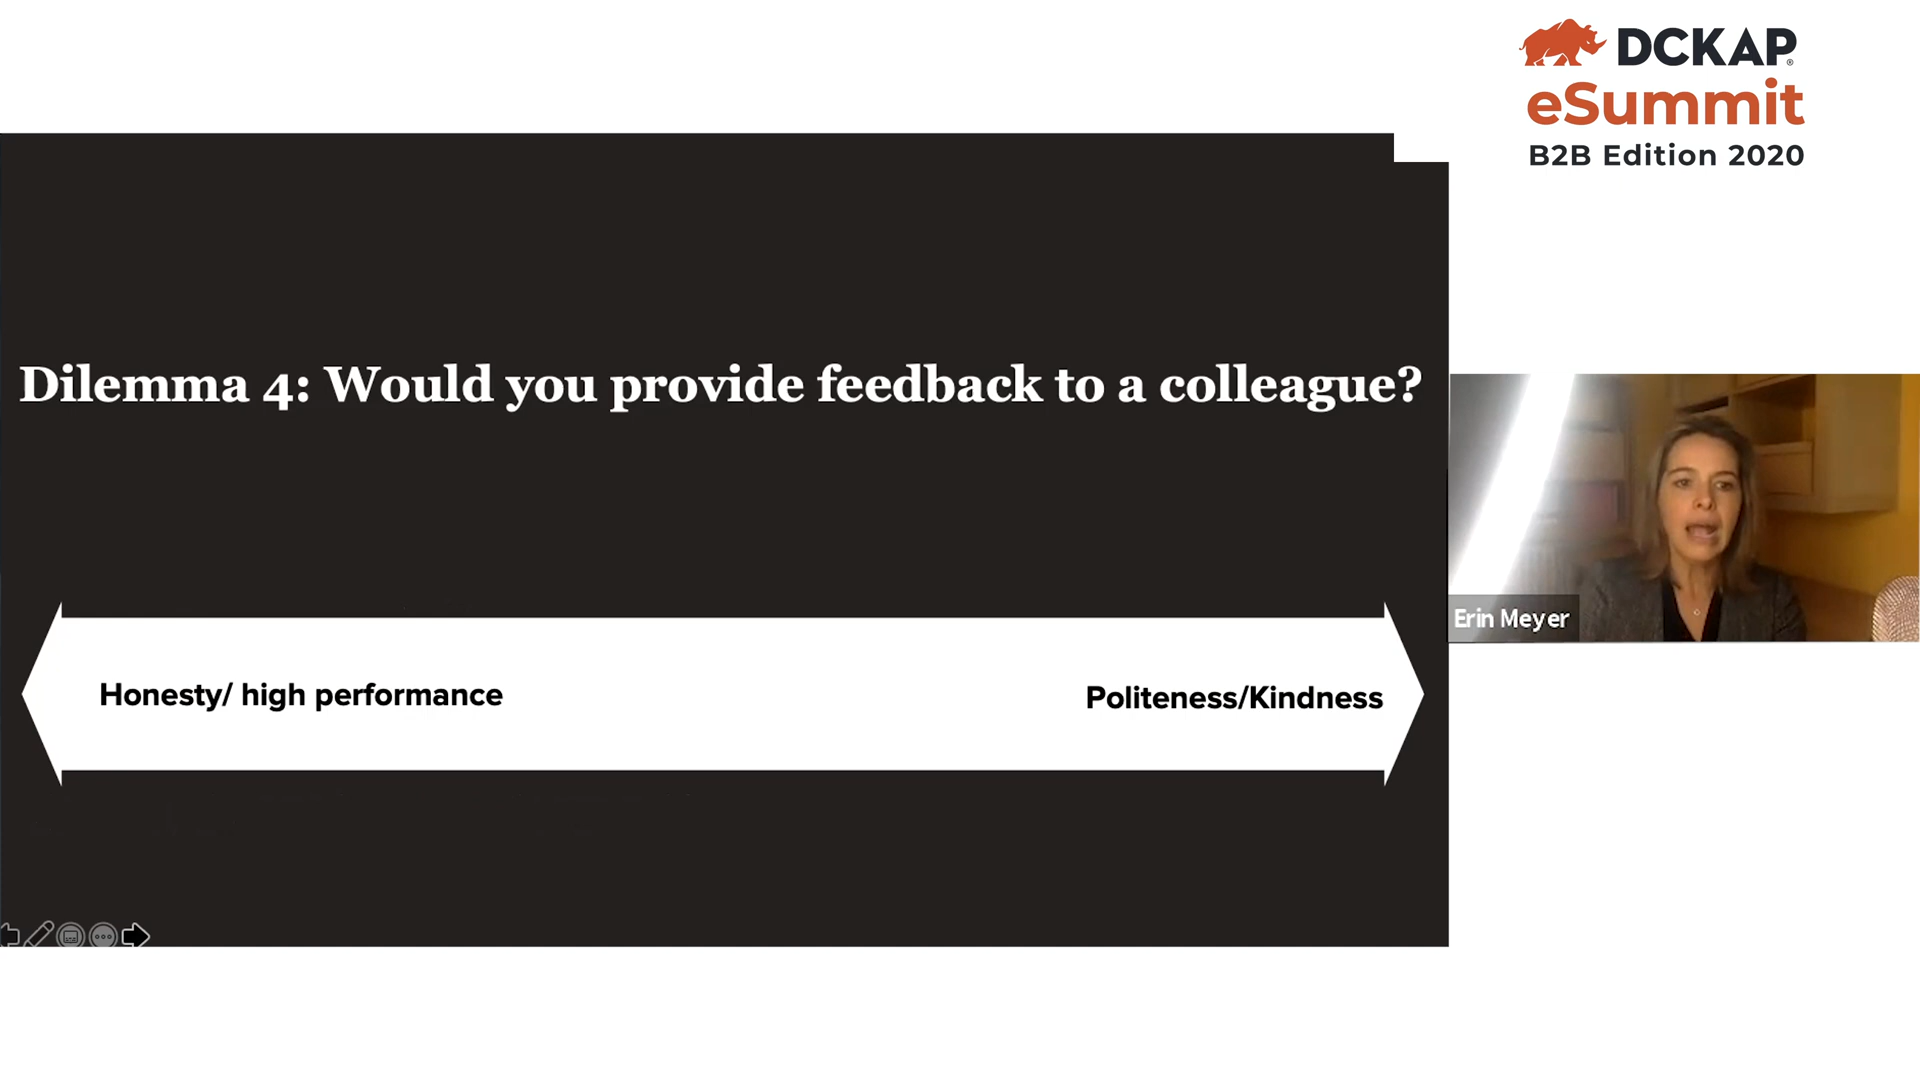 DCKAP®
eSummit
B2B Edition 2020
Dilemma 4: Would you provide feedback to a colleague?
Honesty/ high performance
Politeness/Kindness
Erin Meyer